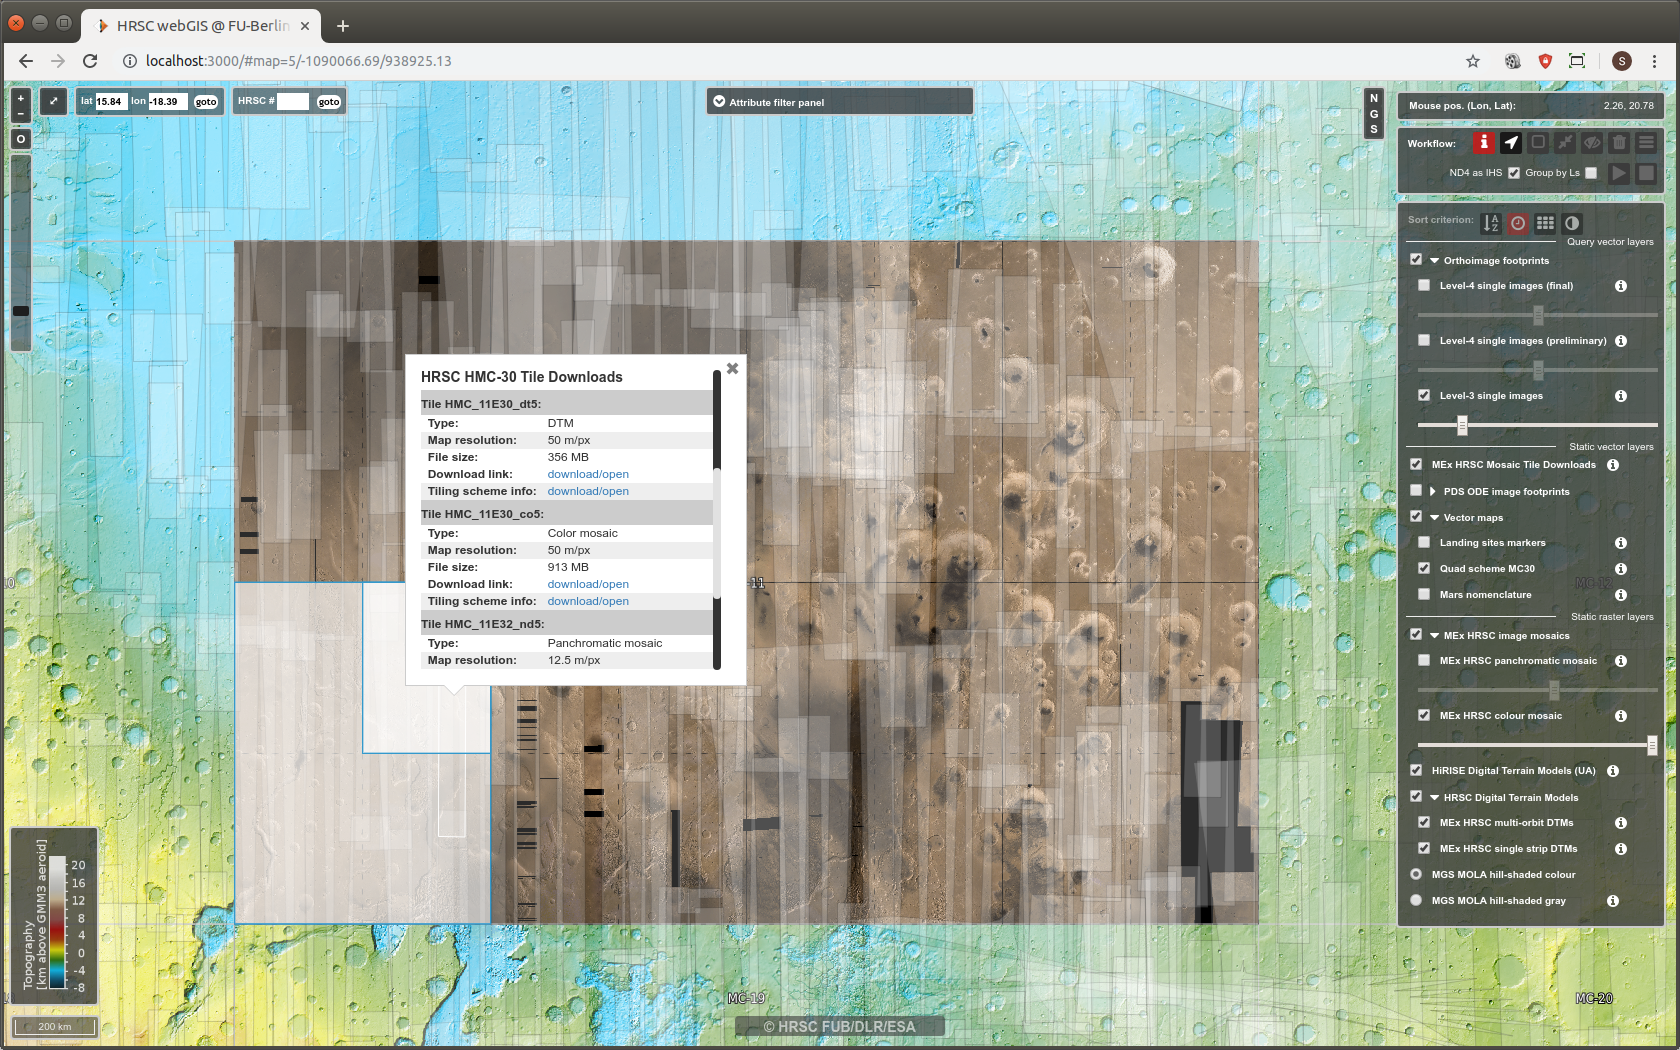 HRSC webGIS @ FU-Berlin
localhost:3000/#map=5/-1090066.69/938925.13
S
+
−
O
lat 15.84 lon -18.39 goto
HRSC # goto
Attribute filter panel
N
G
S
Mouse pos. (Lon, Lat): 2.26, 20.78
Workflow:
ND4 as IHS Group by Ls
Sort criterion:
Query vector layers
Orthoimage footprints
Level-4 single images (final)
Level-4 single images (preliminary)
Level-3 single images
Static vector layers
MEx HRSC Mosaic Tile Downloads
PDS ODE image footprints
Vector maps
Landing sites markers
Quad scheme MC30
Mars nomenclature
Static raster layers
MEx HRSC image mosaics
MEx HRSC panchromatic mosaic
MEx HRSC colour mosaic
HiRISE Digital Terrain Models (UA)
HRSC Digital Terrain Models
MEx HRSC multi-orbit DTMs
MEx HRSC single strip DTMs
MGS MOLA hill-shaded colour
MGS MOLA hill-shaded gray
HRSC HMC-30 Tile Downloads
Tile HMC_11E30_dt5:
Type: DTM
Map resolution: 50 m/px
File size: 356 MB
Download link: download/open
Tiling scheme info: download/open
Tile HMC_11E30_co5:
Type: Color mosaic
Map resolution: 50 m/px
File size: 913 MB
Download link: download/open
Tiling scheme info: download/open
Tile HMC_11E32_nd5:
Type: Panchromatic mosaic
Map resolution: 12.5 m/px
-11
MC-12
MC-19
MC-20
Topography
[km above GMM3 aeroid]
20
16
12
8
4
0
-4
-8
200 km
© HRSC FUB/DLR/ESA